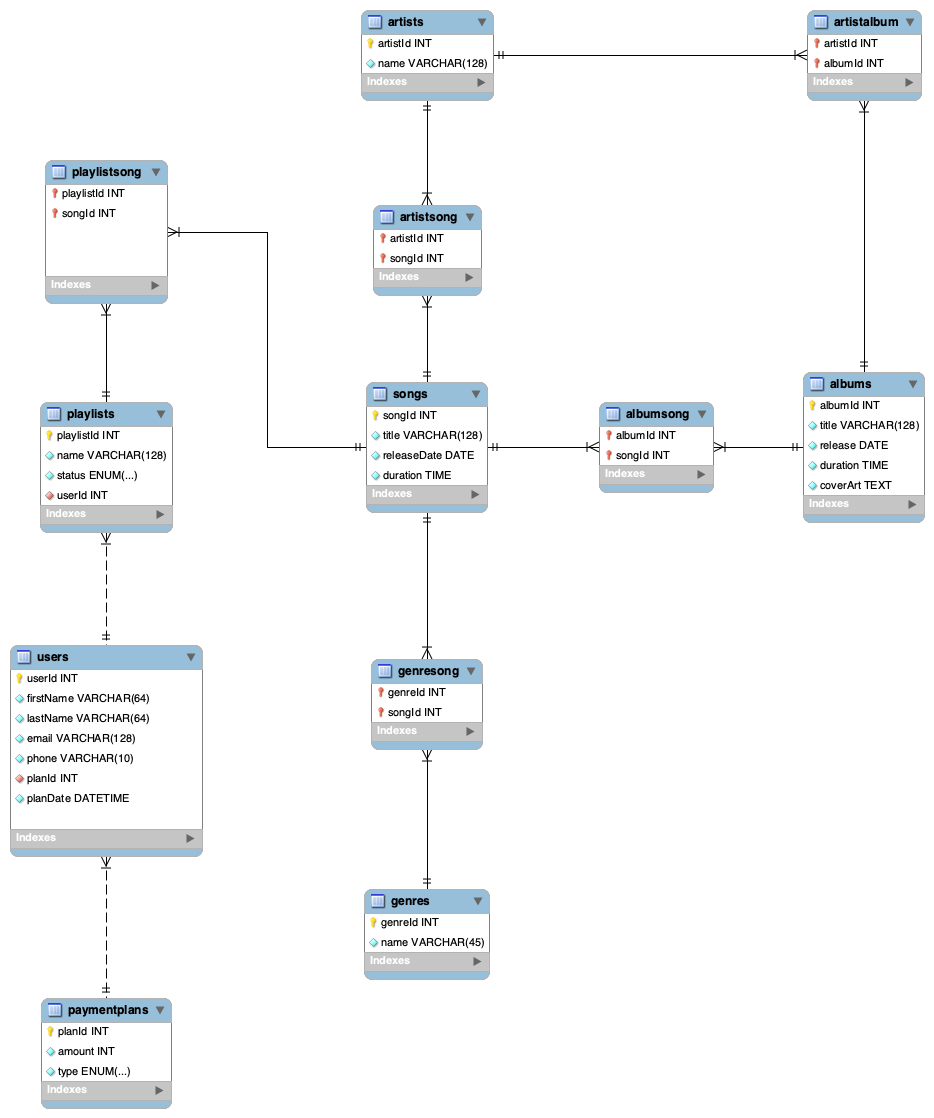 artists
artistId INT
name VARCHAR(128)
Indexes
artistalbum
artistId INT
albumId INT
Indexes
playlistsong
playlistId INT
songId INT
Indexes
artistsong
artistId INT
songId INT
Indexes
playlists
playlistId INT
name VARCHAR(128)
status ENUM(...)
userId INT
Indexes
songs
songId INT
title VARCHAR(128)
releaseDate DATE
duration TIME
Indexes
albumsong
albumId INT
songId INT
Indexes
albums
albumId INT
title VARCHAR(128)
release DATE
duration TIME
coverArt TEXT
Indexes
users
userId INT
firstName VARCHAR(64)
lastName VARCHAR(64)
email VARCHAR(128)
phone VARCHAR(10)
planId INT
planDate DATETIME
Indexes
genresong
genreId INT
songId INT
Indexes
genres
genreId INT
name VARCHAR(45)
Indexes
paymentplans
planId INT
amount INT
type ENUM(...)
Indexes